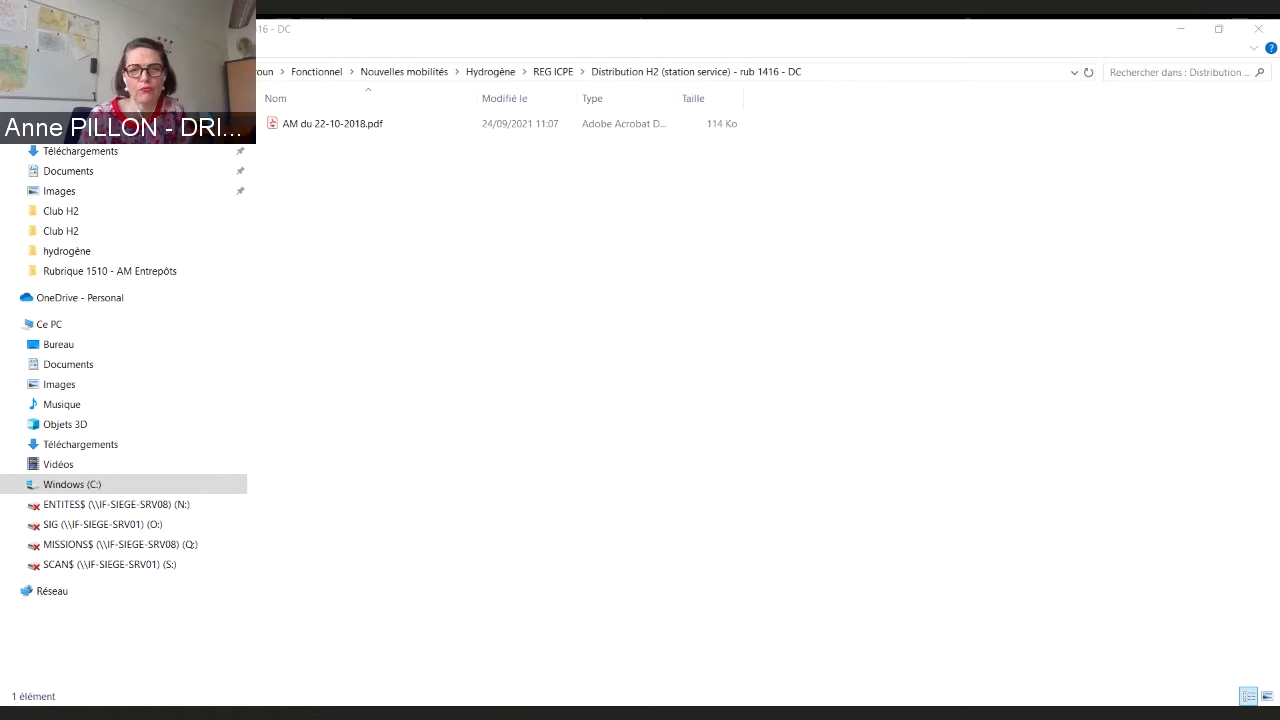 416 - DC
Anne PILLON - DRI...
oun > Fonctionnel > Nouvelles mobilités > Hydrogène > REG ICPE > Distribution H2 (station service) - rub 1416 - DC
Rechercher dans : Distribution ...
Nom Modifié le Type Taille
AM du 22-10-2018.pdf 24/09/2021 11:07 Adobe Acrobat D... 114 Ko
Téléchargements
Documents
Images
Club H2
Club H2
hydrogène
Rubrique 1510 - AM Entrepôts
OneDrive - Personal
Ce PC
Bureau
Documents
Images
Musique
Objets 3D
Téléchargements
Vidéos
Windows (C:)
ENTITES$ (\\IF-SIEGE-SRV08) (N:)
SIG (\\IF-SIEGE-SRV01) (O:)
MISSIONS$ (\\IF-SIEGE-SRV08) (Q:)
SCAN$ (\\IF-SIEGE-SRV01) (S:)
Réseau
1 élément